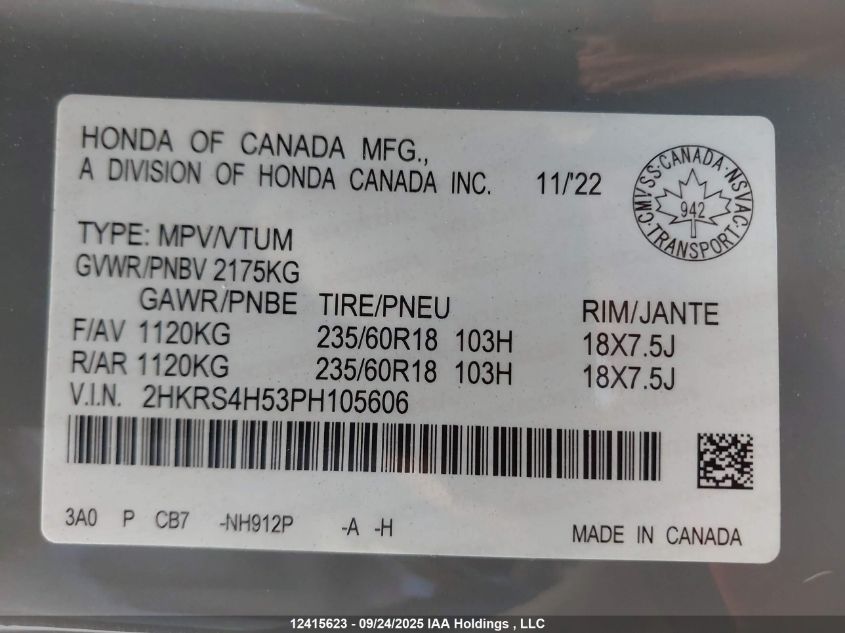 HONDA OF CANADA MFG.,
A DIVISION OF HONDA CANADA INC. 11/'22
CMVSS·CANADA·NSVAC·TRANSPORT·
942
TYPE: MPV/VTUM
GVWR/PNBV 2175KG
GAWR/PNBE TIRE/PNEU RIM/JANTE
F/AV 1120KG 235/60R18 103H 18X7.5J
R/AR 1120KG 235/60R18 103H 18X7.5J
V.I.N. 2HKRS4H53PH105606
3A0 P CB7 -NH912P -A -H
MADE IN CANADA
12415623 - 09/24/2025 IAA Holdings , LLC